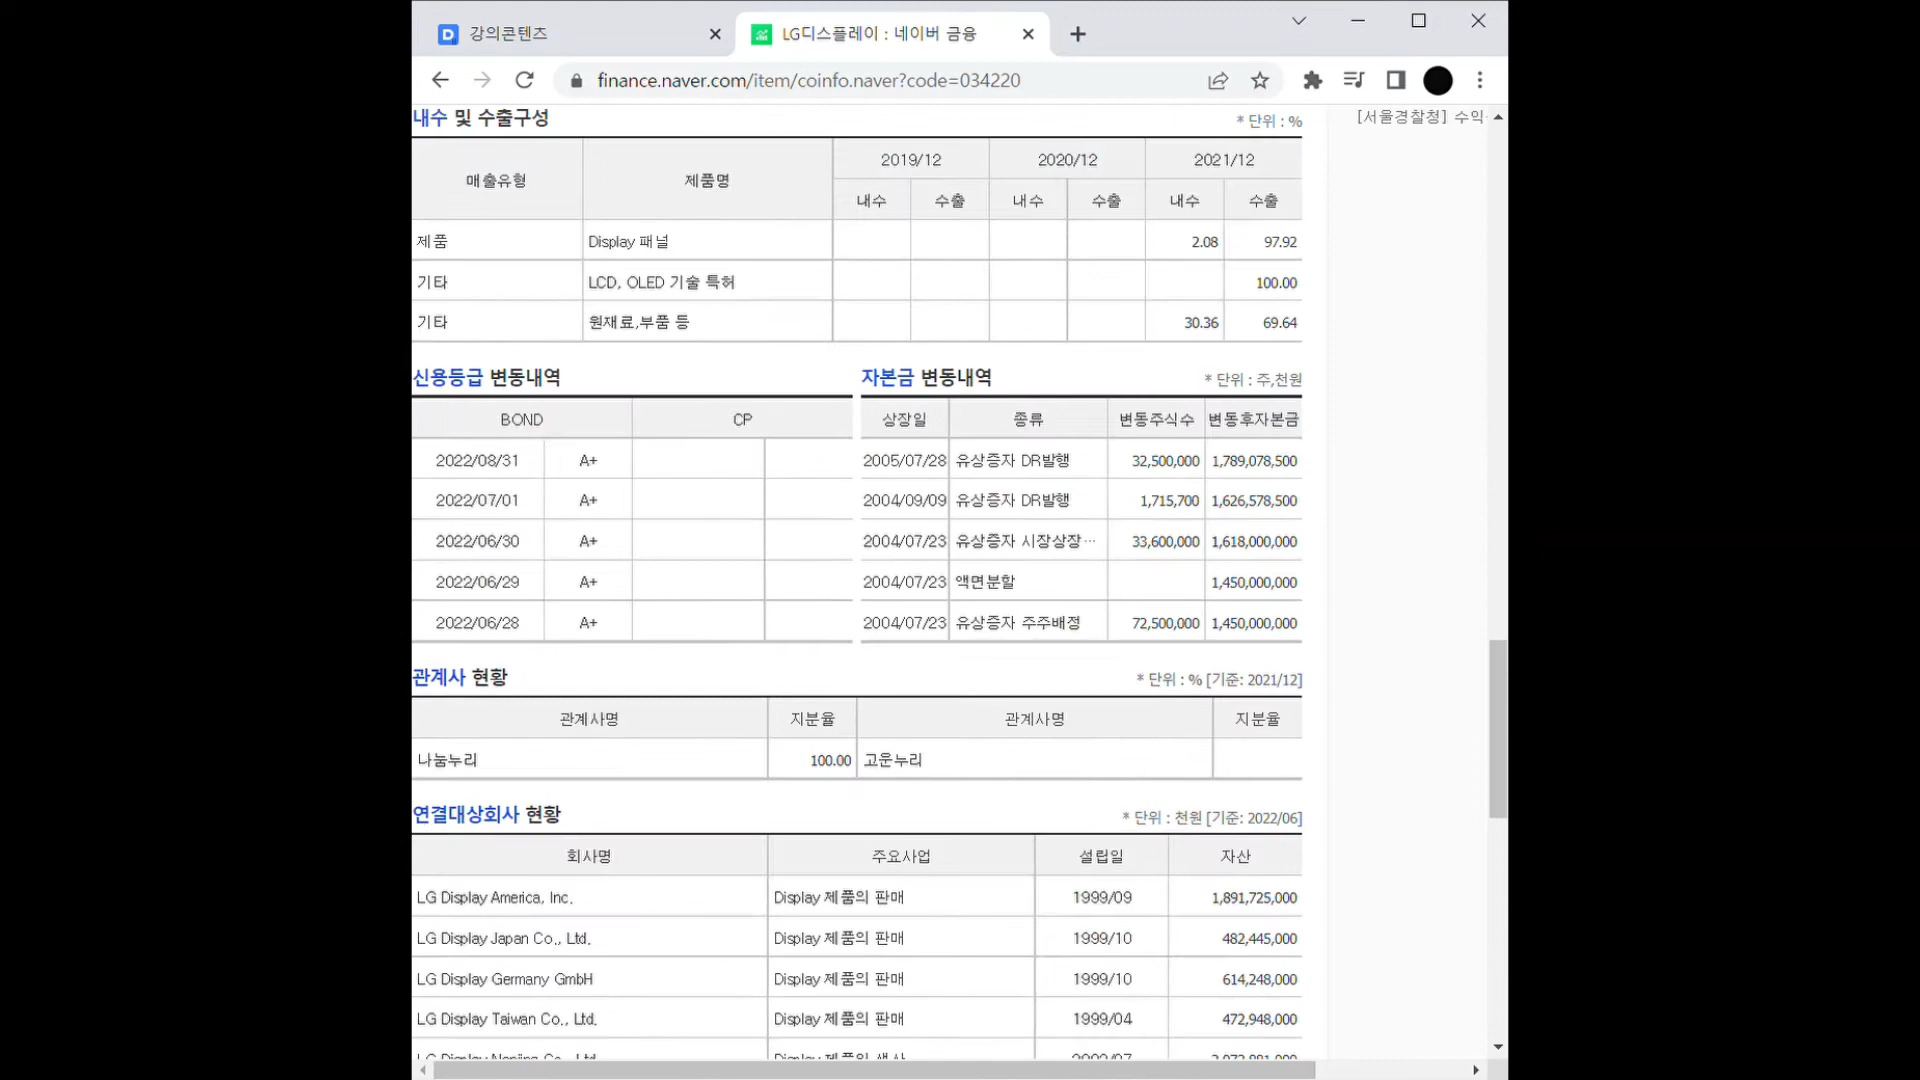 강의콘텐츠
LG디스플레이 : 네이버 금융
finance.naver.com/item/coinfo.naver?code=034220
[서울경찰청] 수익
내수 및 수출구성
* 단위 : %
매출유형 제품명 2019/12 2020/12 2021/12
내수 수출 내수 수출 내수 수출
제품 Display 패널 2.08 97.92
기타 LCD, OLED 기술 특허 100.00
기타 원재료,부품 등 30.36 69.64
신용등급 변동내역
BOND CP
2022/08/31 A+
2022/07/01 A+
2022/06/30 A+
2022/06/29 A+
2022/06/28 A+
자본금 변동내역
* 단위 : 주,천원
상장일 종류 변동주식수 변동후자본금
2005/07/28 유상증자 DR발행 32,500,000 1,789,078,500
2004/09/09 유상증자 DR발행 1,715,700 1,626,578,500
2004/07/23 유상증자 시장상장… 33,600,000 1,618,000,000
2004/07/23 액면분할 1,450,000,000
2004/07/23 유상증자 주주배정 72,500,000 1,450,000,000
관계사 현황
* 단위 : % [기준: 2021/12]
관계사명 지분율 관계사명 지분율
나눔누리 100.00 고운누리
연결대상회사 현황
* 단위 : 천원 [기준: 2022/06]
회사명 주요사업 설립일 자산
LG Display America, Inc. Display 제품의 판매 1999/09 1,891,725,000
LG Display Japan Co., Ltd. Display 제품의 판매 1999/10 482,445,000
LG Display Germany GmbH Display 제품의 판매 1999/10 614,248,000
LG Display Taiwan Co., Ltd. Display 제품의 판매 1999/04 472,948,000